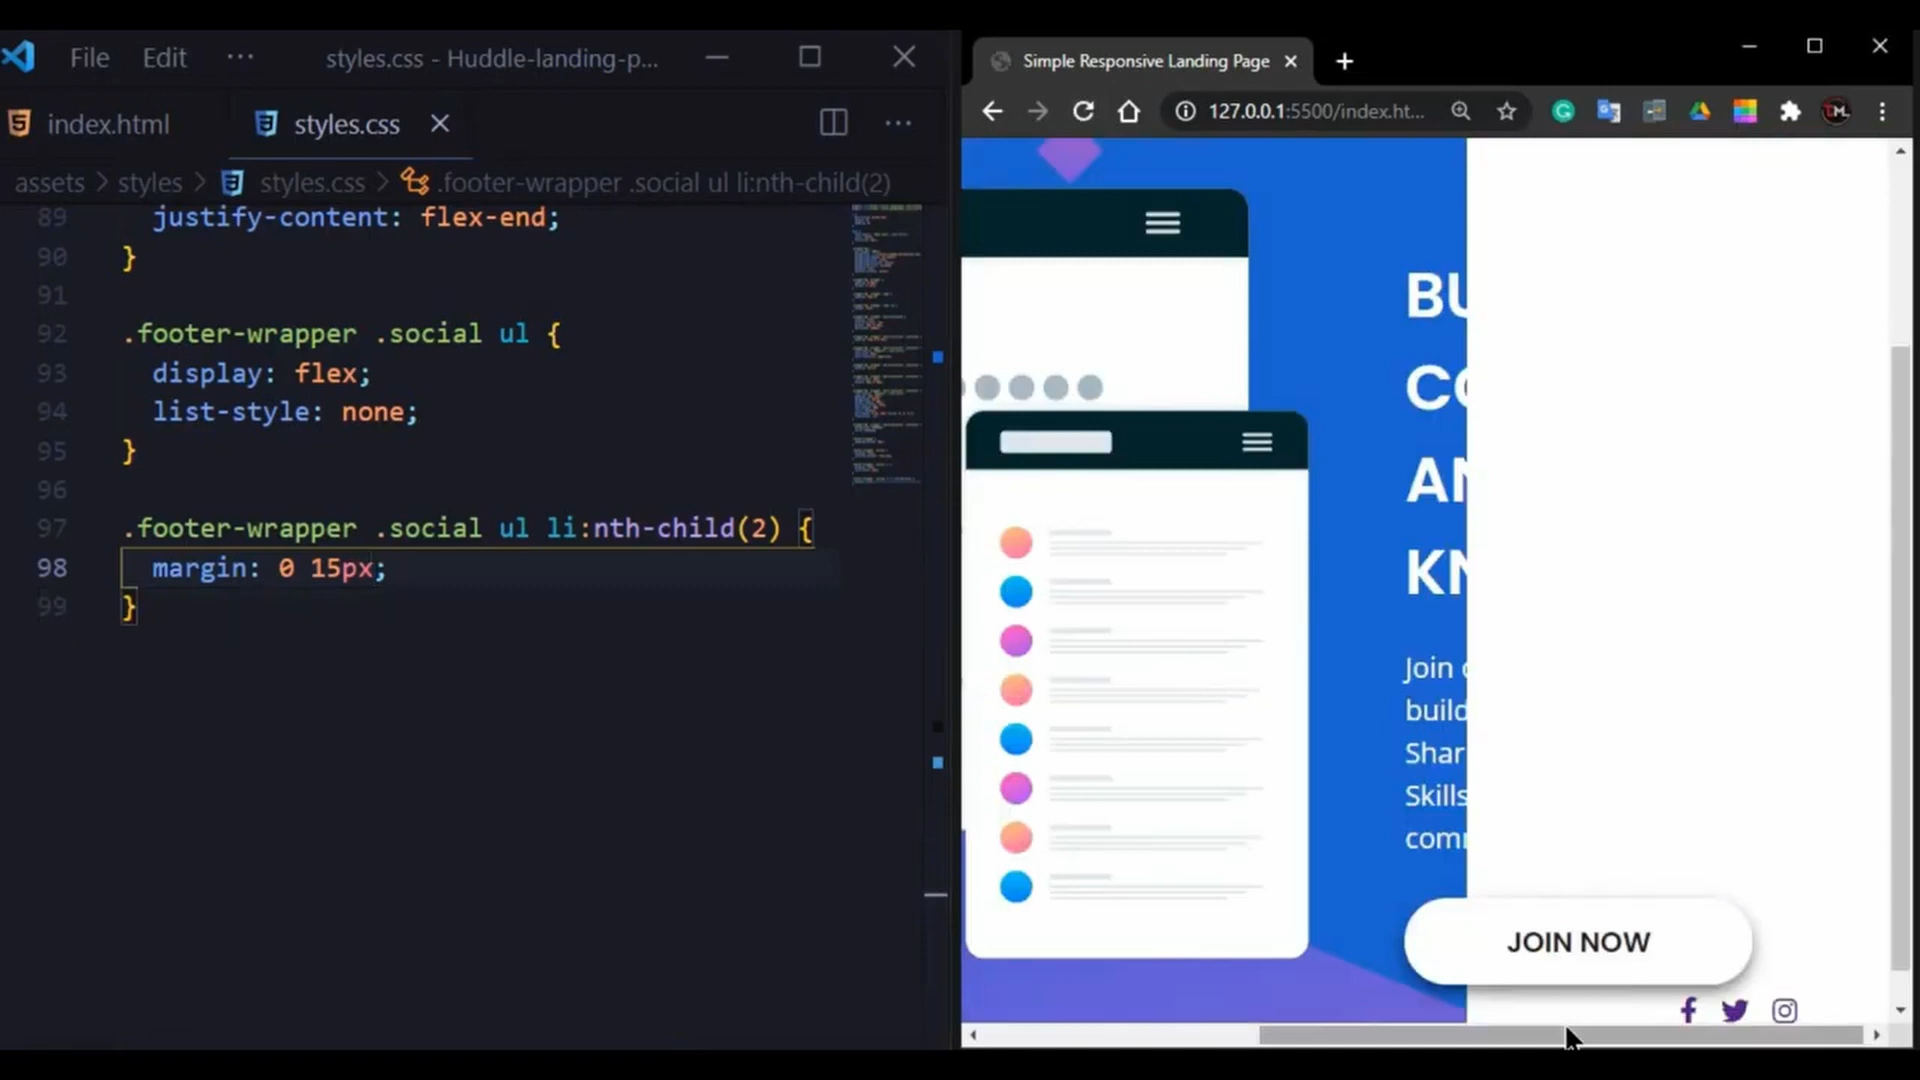 File Edit ··· styles.css - Huddle-landing-p...
index.html styles.css
assets > styles > styles.css > .footer-wrapper .social ul li:nth-child(2)
89 justify-content: flex-end;
90 }
91
92 .footer-wrapper .social ul {
93 display: flex;
94 list-style: none;
95 }
96
97 .footer-wrapper .social ul li:nth-child(2) {
98 margin: 0 15px;
99 }
Simple Responsive Landing Page
127.0.0.1:5500/index.ht...
BU
CO
AN
KN
Join
build
Shar
Skills
com
JOIN NOW